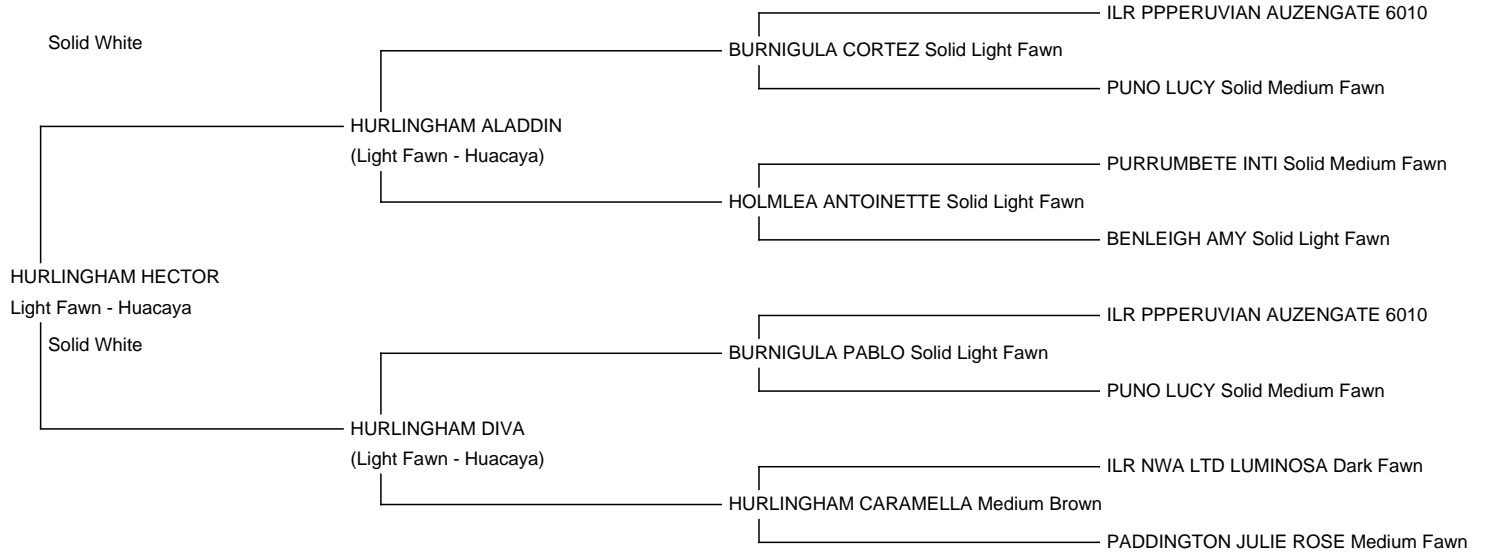 ILR PPPERUVIAN AUZENGATE 6010
Solid White
BURNIGULA CORTEZ Solid Light Fawn
PUNO LUCY Solid Medium Fawn
HURLINGHAM ALADDIN
(Light Fawn - Huacaya)
PURRUMBETE INTI Solid Medium Fawn
HOLMLEA ANTOINETTE Solid Light Fawn
BENLEIGH AMY Solid Light Fawn
HURLINGHAM HECTOR
Light Fawn - Huacaya
ILR PPPERUVIAN AUZENGATE 6010
Solid White
BURNIGULA PABLO Solid Light Fawn
PUNO LUCY Solid Medium Fawn
HURLINGHAM DIVA
(Light Fawn - Huacaya)
ILR NWA LTD LUMINOSA Dark Fawn
HURLINGHAM CARAMELLA Medium Brown
PADDINGTON JULIE ROSE Medium Fawn